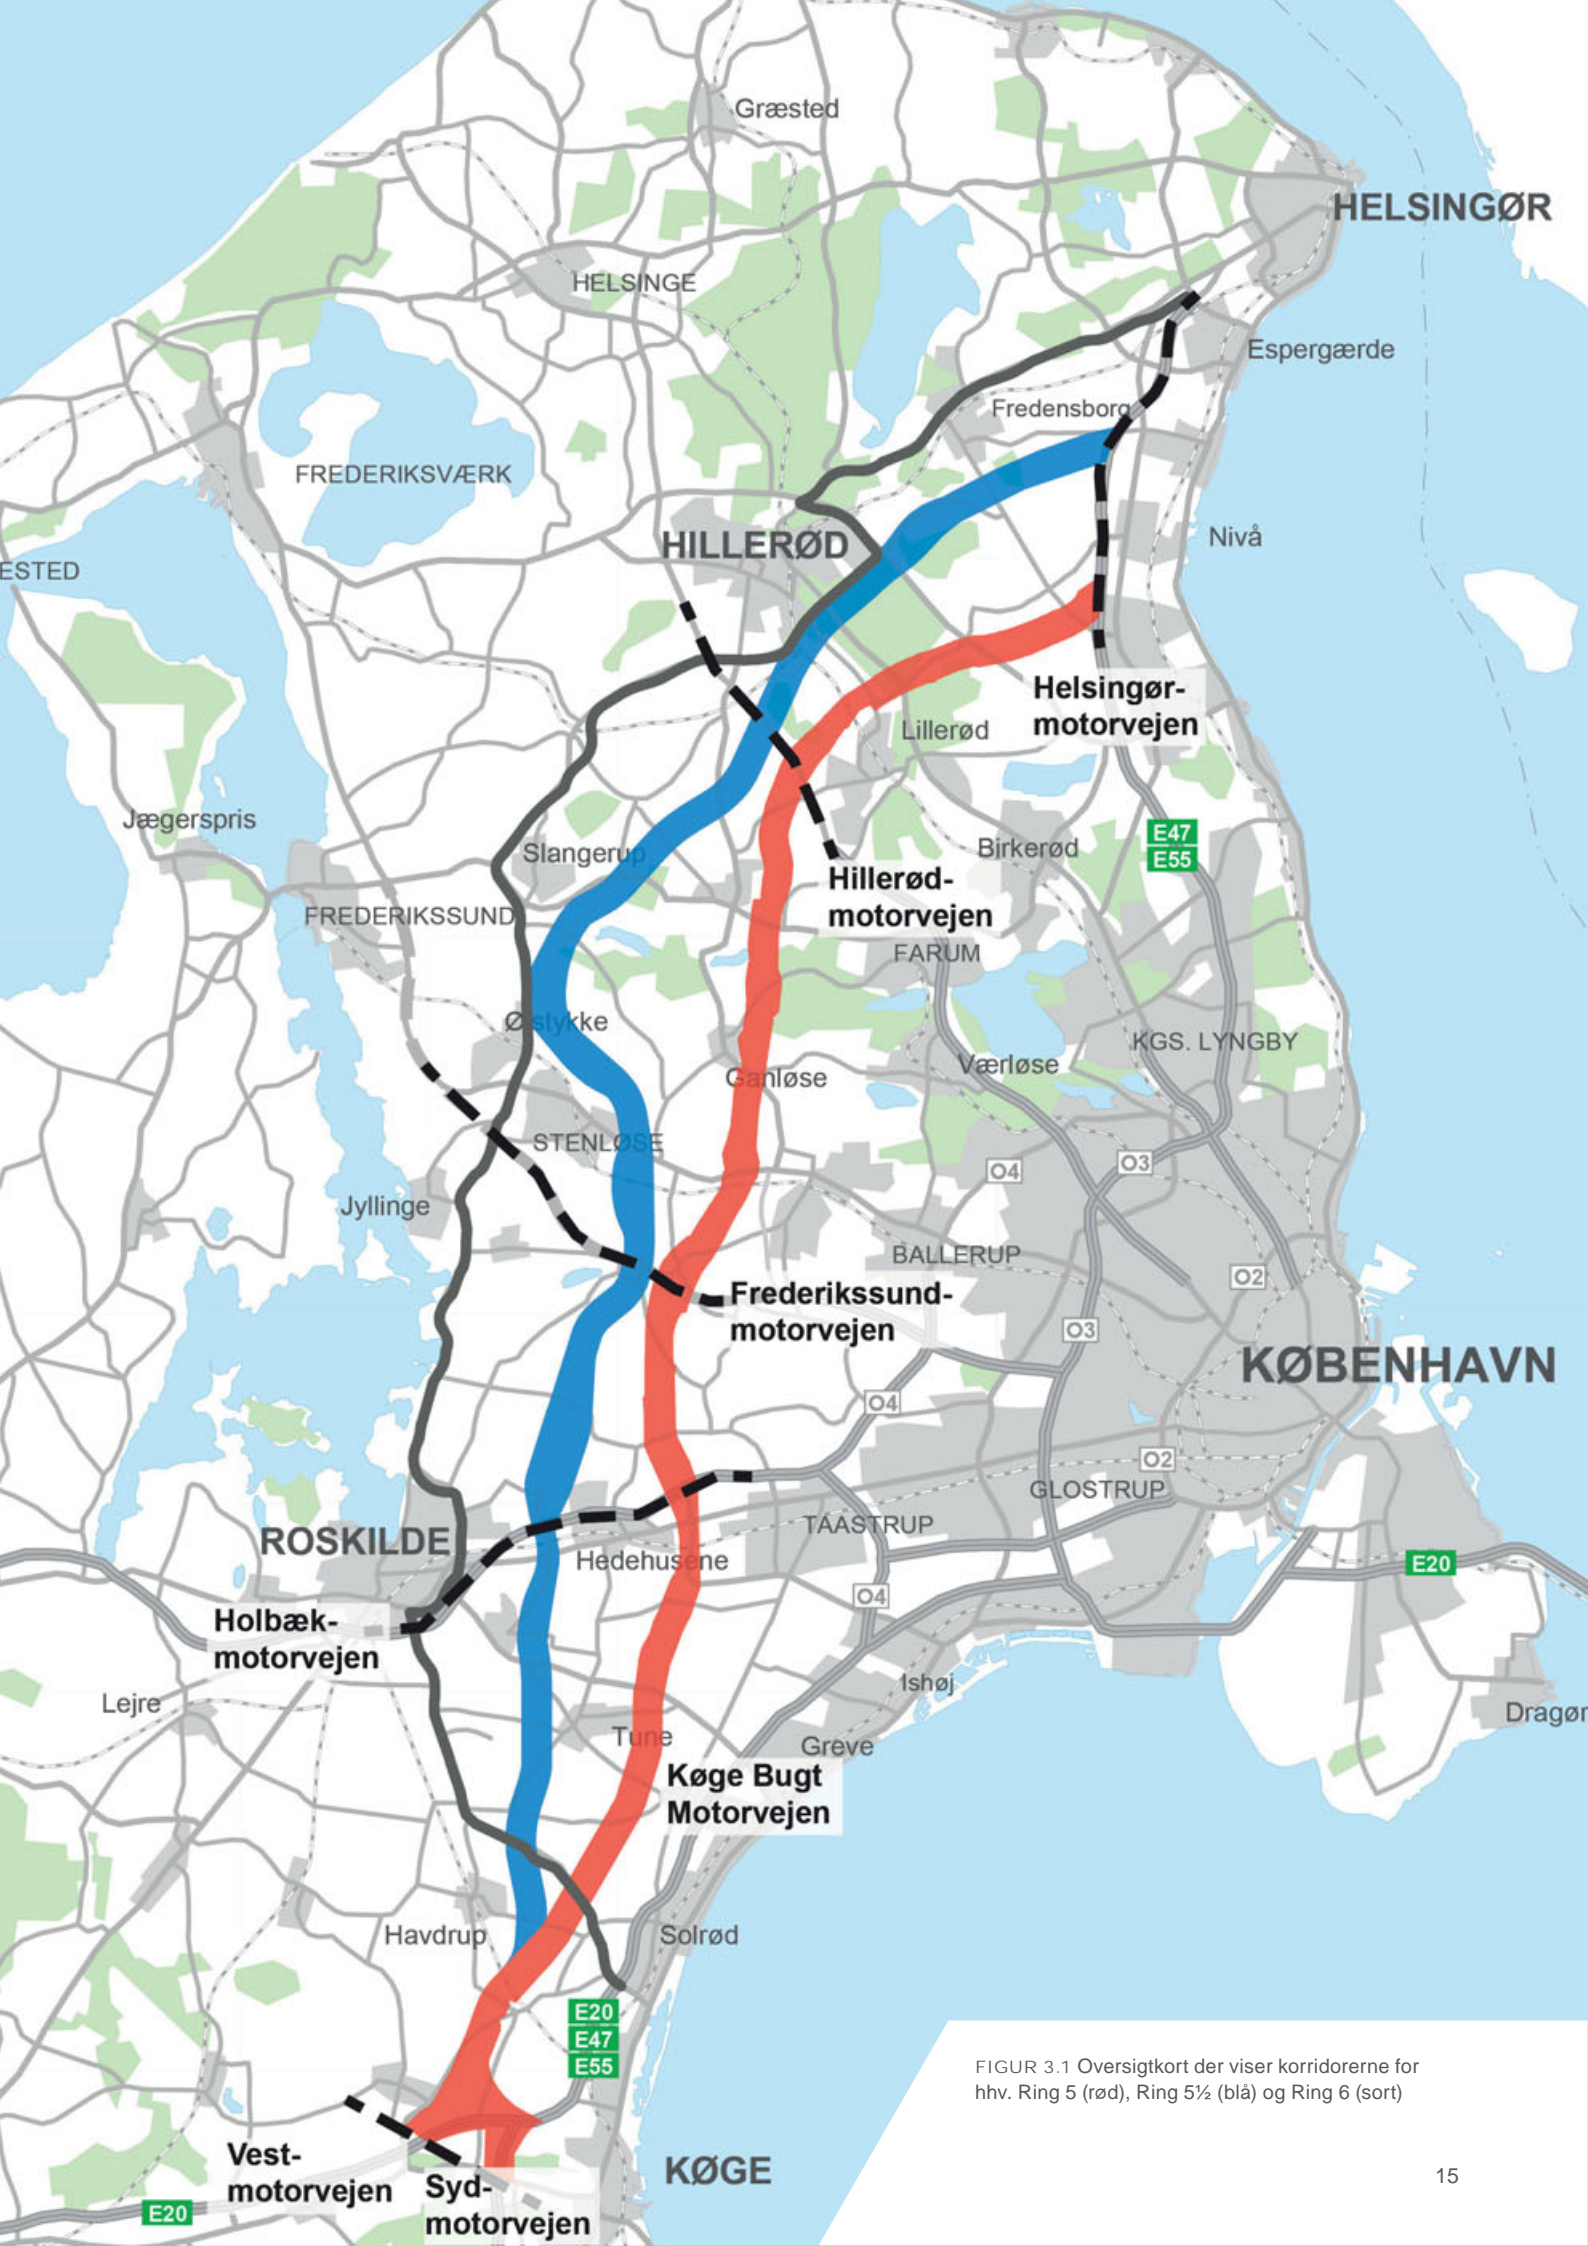 Græsted
HELSINGØR
HELSINGE
Espergærde
Fredensborg
FREDERIKSVÆRK
Nivå
HILLERØD
ESTED
Helsingør-
motorvejen
Lillerød
Jægerspris
E47
E55
Birkerød
Slangerup
Hillerød-
motorvejen
FREDERIKSSUND
FARUM
Ølstykke
KGS. LYNGBY
Værløse
Ganløse
STENLØSE
O3
O4
Jyllinge
BALLERUP
O2
Frederikssund-
motorvejen
O3
KØBENHAVN
O4
O2
GLOSTRUP
TAASTRUP
ROSKILDE
Hedehusene
E20
O4
Holbæk-
motorvejen
Ishøj
Lejre
Dragør
Tune
Greve
Køge Bugt
Motorvejen
Havdrup
Solrød
E20
E47
E55
FIGUR 3.1 Oversigtkort der viser korridorerne for
hhv. Ring 5 (rød), Ring 5½ (blå) og Ring 6 (sort)
Vest-
motorvejen
KØGE
15
Syd-
motorvejen
E20